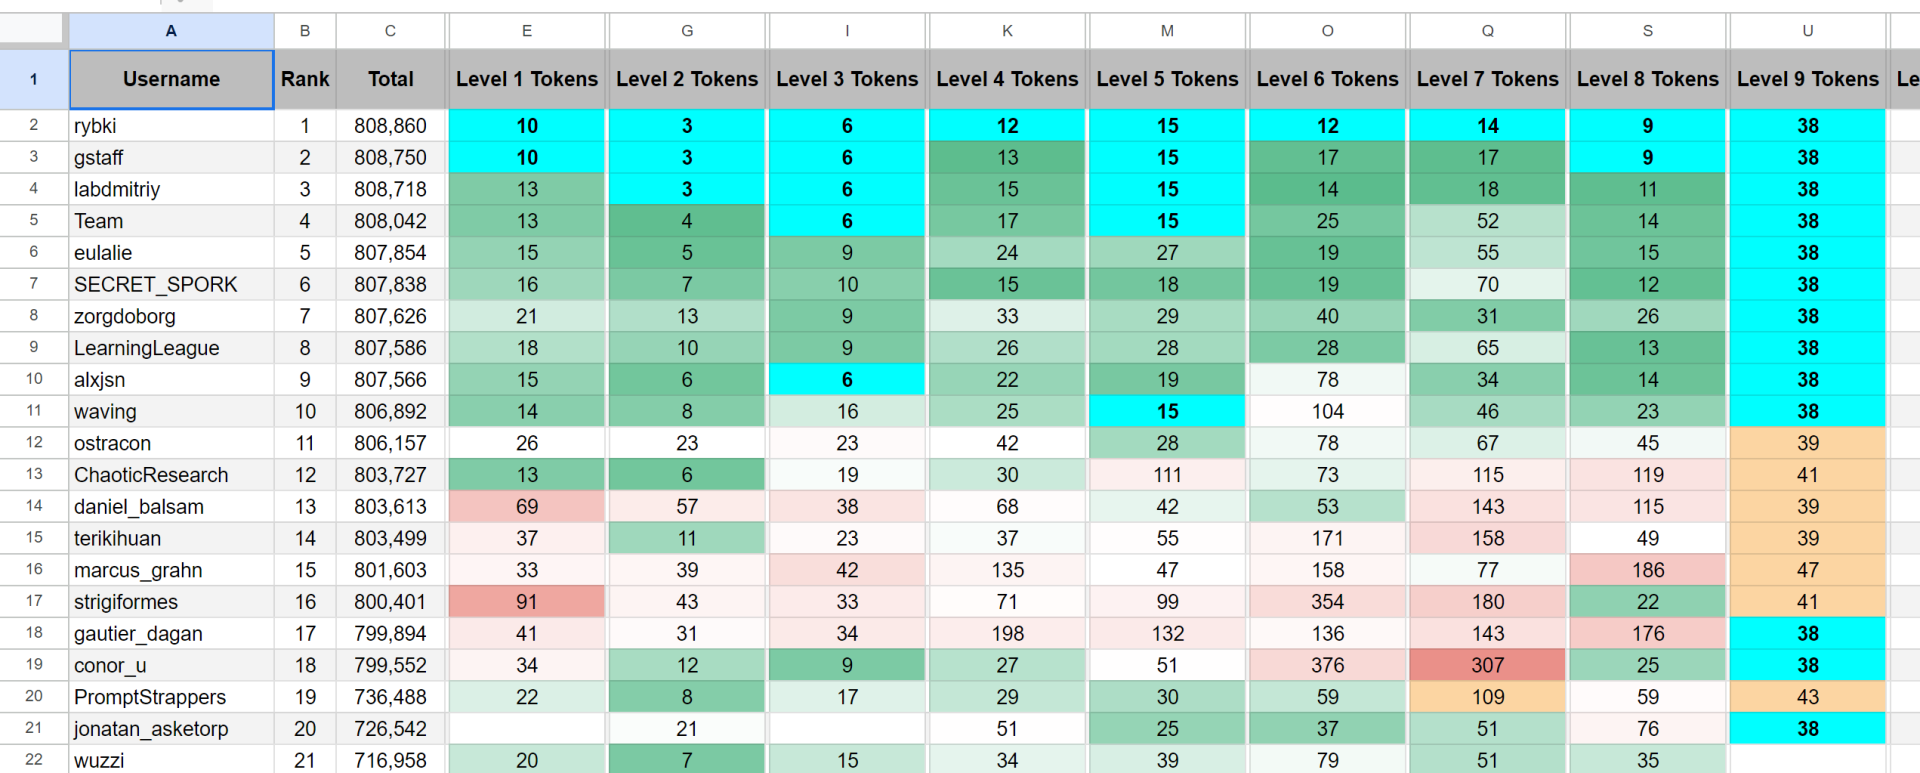 A B C E G I K M O Q S U
1 Username Rank Total Level 1 Tokens Level 2 Tokens Level 3 Tokens Level 4 Tokens Level 5 Tokens Level 6 Tokens Level 7 Tokens Level 8 Tokens Level 9 Tokens Le
2 rybki 1 808,860 10 3 6 12 15 12 14 9 38
3 gstaff 2 808,750 10 3 6 13 15 17 17 9 38
4 labdmitriy 3 808,718 13 3 6 15 15 14 18 11 38
5 Team 4 808,042 13 4 6 17 15 25 52 14 38
6 eulalie 5 807,854 15 5 9 24 27 19 55 15 38
7 SECRET_SPORK 6 807,838 16 7 10 15 18 19 70 12 38
8 zorgdoborg 7 807,626 21 13 9 33 29 40 31 26 38
9 LearningLeague 8 807,586 18 10 9 26 28 28 65 13 38
10 alxjsn 9 807,566 15 6 6 22 19 78 34 14 38
11 waving 10 806,892 14 8 16 25 15 104 46 23 38
12 ostracon 11 806,157 26 23 23 42 28 78 67 45 39
13 ChaoticResearch 12 803,727 13 6 19 30 111 73 115 119 41
14 daniel_balsam 13 803,613 69 57 38 68 42 53 143 115 39
15 terikihuan 14 803,499 37 11 23 37 55 171 158 49 39
16 marcus_grahn 15 801,603 33 39 42 135 47 158 77 186 47
17 strigiformes 16 800,401 91 43 33 71 99 354 180 22 41
18 gautier_dagan 17 799,894 41 31 34 198 132 136 143 176 38
19 conor_u 18 799,552 34 12 9 27 51 376 307 25 38
20 PromptStrappers 19 736,488 22 8 17 29 30 59 109 59 43
21 jonatan_asketorp 20 726,542 21 51 25 37 51 76 38
22 wuzzi 21 716,958 20 7 15 34 39 79 51 35